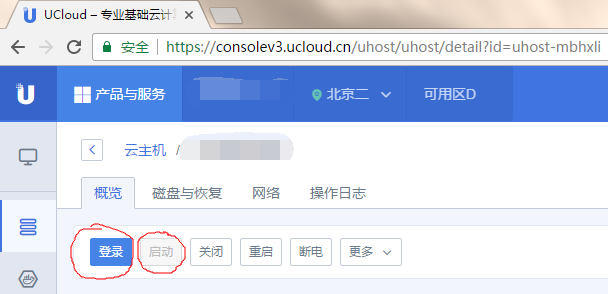 UCloud – 专业基础云计
安全
https://consolev3.ucloud.cn/uhost/uhost/detail?id=uhost-mbhxli
产品与服务 北京二 可用区D
云主机 /
概览 磁盘与恢复 网络 操作日志
登录 启动 关闭 重启 断电 更多